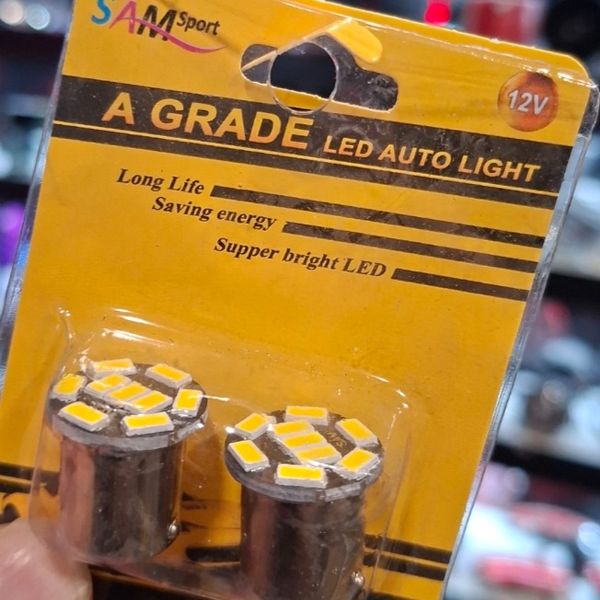 SAM Sport
12V
A GRADE LED AUTO LIGHT
Long Life
Saving energy
Supper bright LED